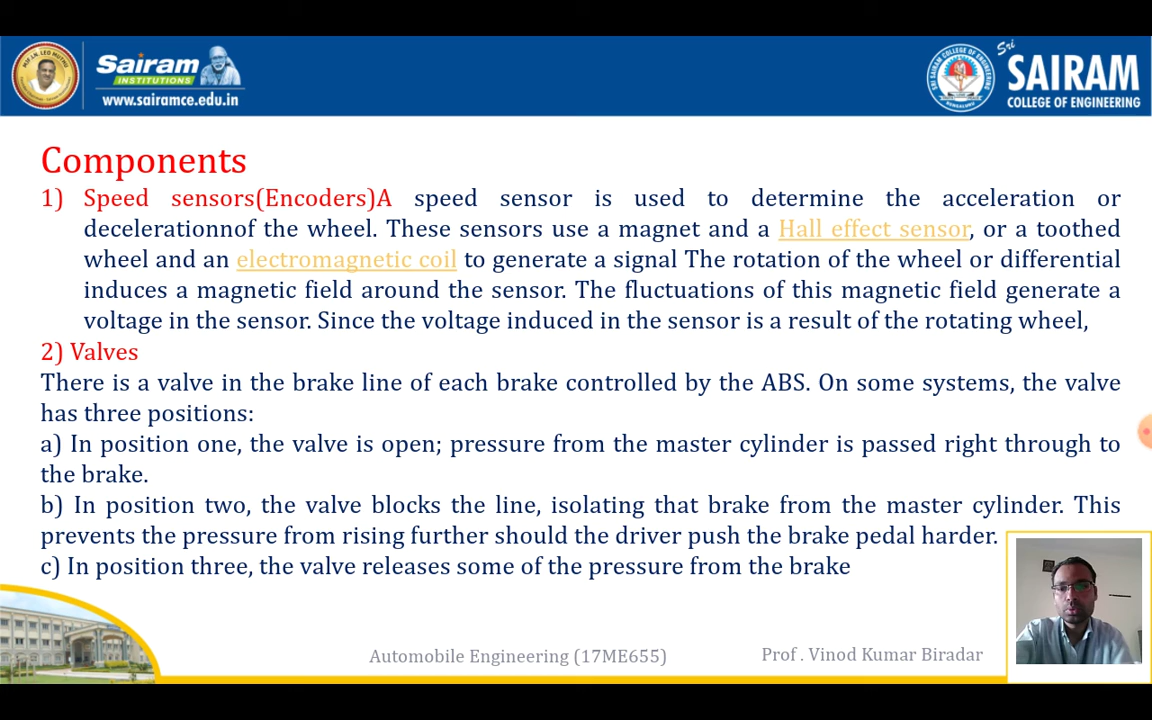 Sairam
INSTITUTIONS
www.sairamce.edu.in
Sri
SAIRAM
COLLEGE OF ENGINEERING
Components
1) Speed sensors(Encoders)A speed sensor is used to determine the acceleration or
decelerationnof the wheel. These sensors use a magnet and a Hall effect sensor, or a toothed
wheel and an electromagnetic coil to generate a signal The rotation of the wheel or differential
induces a magnetic field around the sensor. The fluctuations of this magnetic field generate a
voltage in the sensor. Since the voltage induced in the sensor is a result of the rotating wheel,
2) Valves
There is a valve in the brake line of each brake controlled by the ABS. On some systems, the valve
has three positions:
a) In position one, the valve is open; pressure from the master cylinder is passed right through to
the brake.
b) In position two, the valve blocks the line, isolating that brake from the master cylinder. This
prevents the pressure from rising further should the driver push the brake pedal harder.
c) In position three, the valve releases some of the pressure from the brake
Automobile Engineering (17ME655)
Prof . Vinod Kumar Biradar